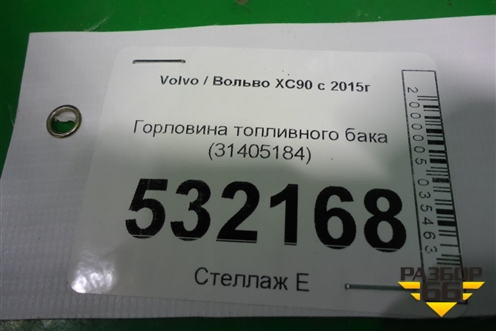 Volvo / Вольво XC90 с 2015г
Горловина топливного бака
(31405184)
532168
Стеллаж Е
2000005035463
РАЗБОР
66